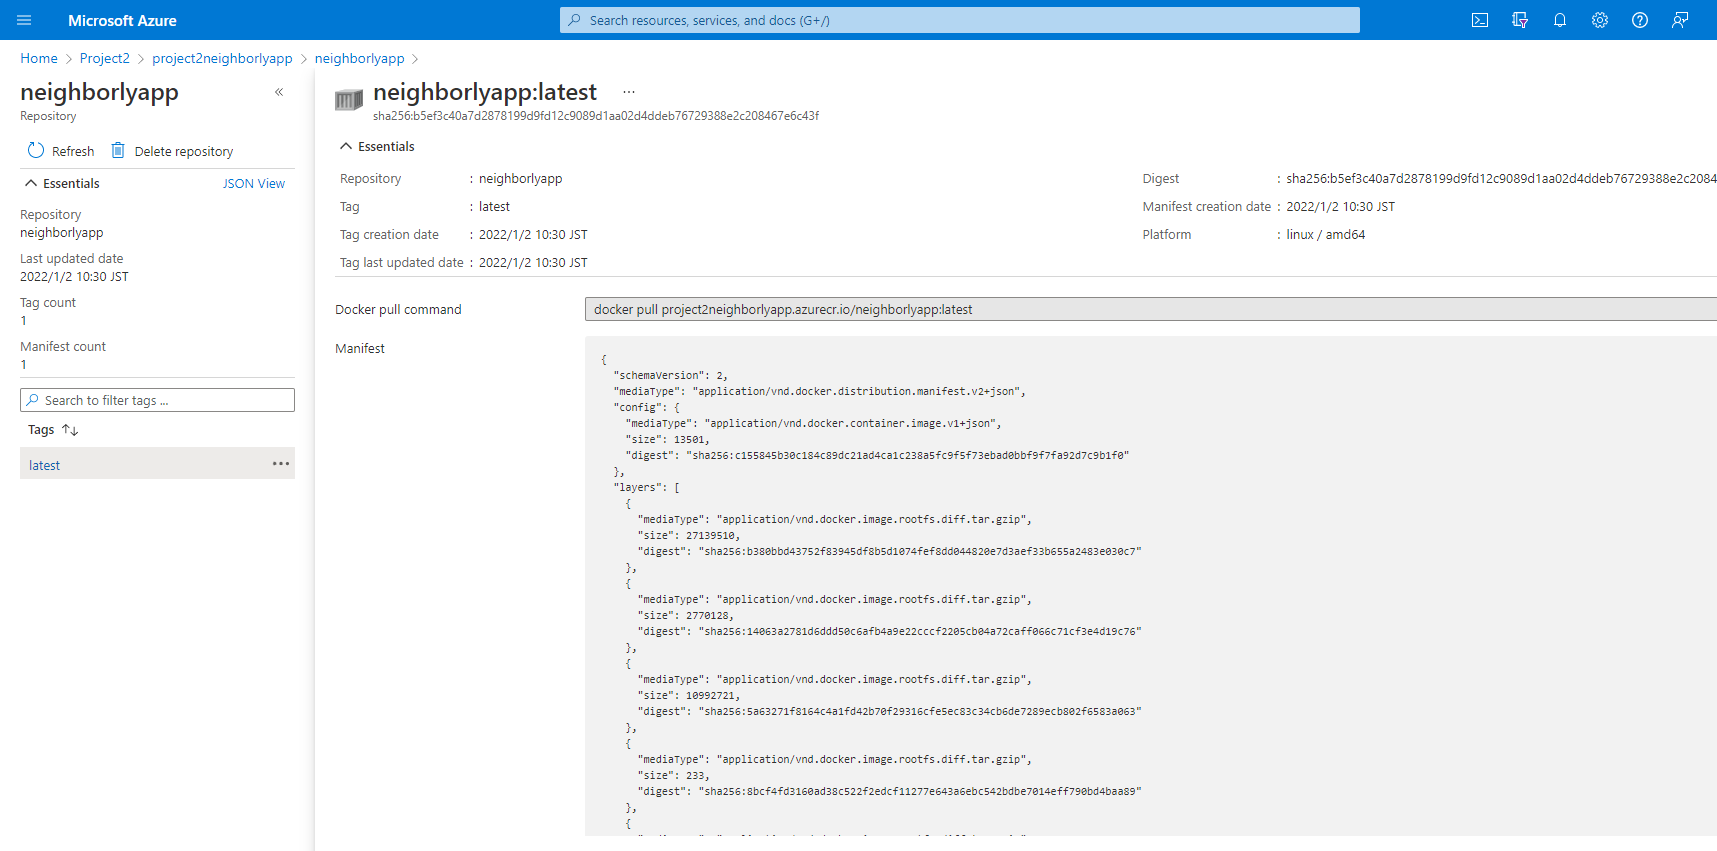 Microsoft Azure
Search resources, services, and docs (G+/)
Home > Project2 > project2neighborlyapp > neighborlyapp >
neighborlyapp
Repository
Refresh Delete repository
Essentials JSON View
Repository
neighborlyapp
Last updated date
2022/1/2 10:30 JST
Tag count
1
Manifest count
1
Search to filter tags ...
Tags
latest
neighborlyapp:latest ...
sha256:b5ef3c40a7d2878199d9fd12c9089d1aa02d4ddeb76729388e2c208467e6c43f
Essentials
Repository : neighborlyapp
Tag : latest
Tag creation date : 2022/1/2 10:30 JST
Tag last updated date : 2022/1/2 10:30 JST
Digest : sha256:b5ef3c40a7d2878199d9fd12c9089d1aa02d4ddeb76729388e2c2084
Manifest creation date : 2022/1/2 10:30 JST
Platform : linux / amd64
Docker pull command docker pull project2neighborlyapp.azurecr.io/neighborlyapp:latest
Manifest
{
"schemaVersion": 2,
"mediaType": "application/vnd.docker.distribution.manifest.v2+json",
"config": {
"mediaType": "application/vnd.docker.container.image.v1+json",
"size": 13501,
"digest": "sha256:c155845b30c184c89dc21ad4ca1c238a5fc9f5f73ebad0bbf9f7fa92d7c9b1f0"
},
"layers": [
{
"mediaType": "application/vnd.docker.image.rootfs.diff.tar.gzip",
"size": 27139510,
"digest": "sha256:b380bbd43752f83945df8b5d1074fef8dd044820e7d3aef33b655a2483e030c7"
},
{
"mediaType": "application/vnd.docker.image.rootfs.diff.tar.gzip",
"size": 2770128,
"digest": "sha256:14063a2781d6ddd50c6afb4a9e22cccf2205cb04a72caff066c71cf3e4d19c76"
},
{
"mediaType": "application/vnd.docker.image.rootfs.diff.tar.gzip",
"size": 10992721,
"digest": "sha256:5a63271f8164c4a1fd42b70f29316cfe5ec83c34cb6de7289ecb802f6583a063"
},
{
"mediaType": "application/vnd.docker.image.rootfs.diff.tar.gzip",
"size": 233,
"digest": "sha256:8bcf4fd3160ad38c522f2edcf11277e643a6ebc542bdbe7014eff790bd4baa89"
},
{